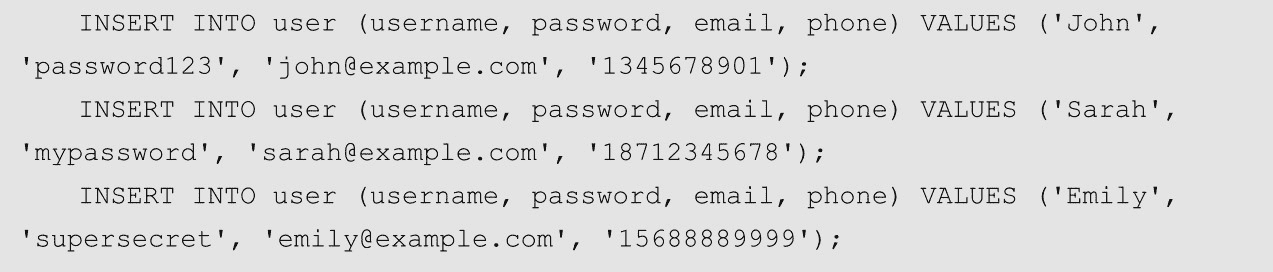 INSERT INTO user (username, password, email, phone) VALUES ('John',
'password123', 'john@example.com', '1345678901');
INSERT INTO user (username, password, email, phone) VALUES ('Sarah',
'mypassword', 'sarah@example.com', '18712345678');
INSERT INTO user (username, password, email, phone) VALUES ('Emily',
'supersecret', 'emily@example.com', '15688889999');